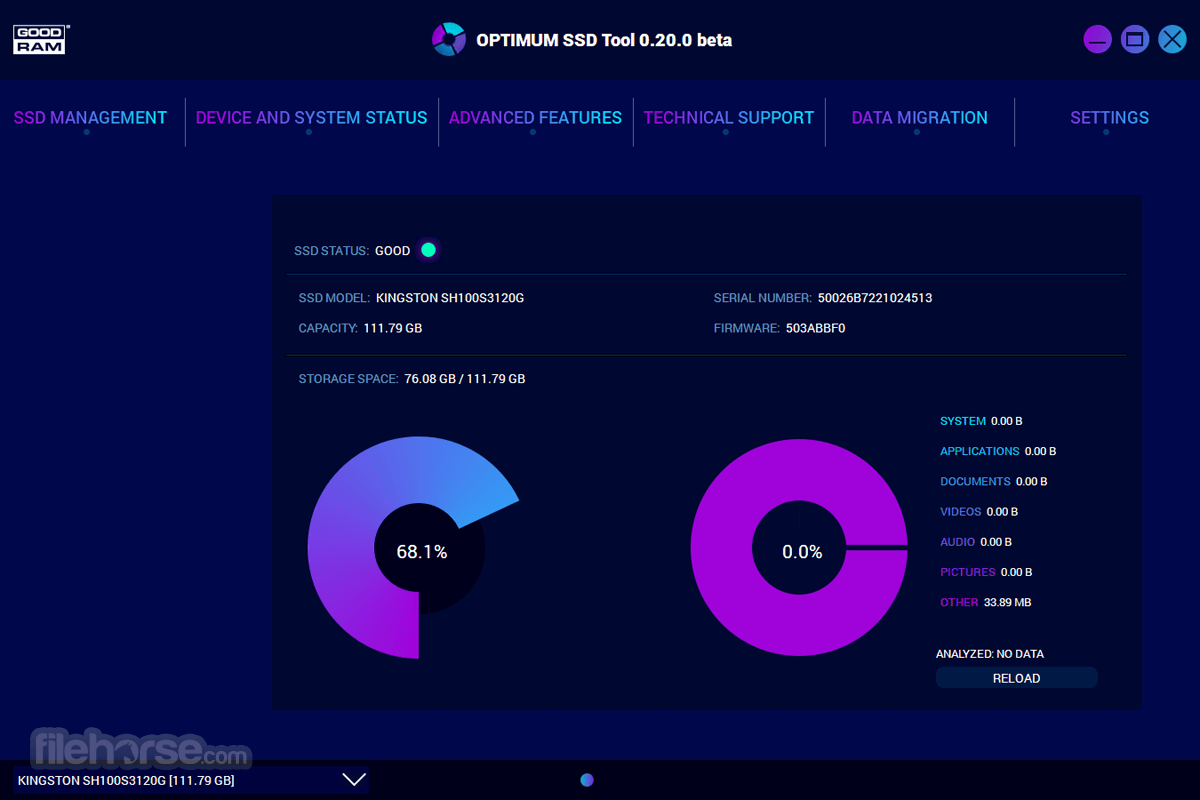 GOOD
RAM
OPTIMUM SSD Tool 0.20.0 beta
SSD MANAGEMENT
DEVICE AND SYSTEM STATUS
ADVANCED FEATURES
TECHNICAL SUPPORT
DATA MIGRATION
SETTINGS
SSD STATUS: GOOD
SSD MODEL: KINGSTON SH100S3120G
SERIAL NUMBER: 50026B7221024513
CAPACITY: 111.79 GB
FIRMWARE: 503ABBF0
STORAGE SPACE: 76.08 GB / 111.79 GB
68.1%
0.0%
SYSTEM 0.00 B
APPLICATIONS 0.00 B
DOCUMENTS 0.00 B
VIDEOS 0.00 B
AUDIO 0.00 B
PICTURES 0.00 B
OTHER 33.89 MB
ANALYZED: NO DATA
RELOAD
filehorse.com
KINGSTON SH100S3120G [111.79 GB]